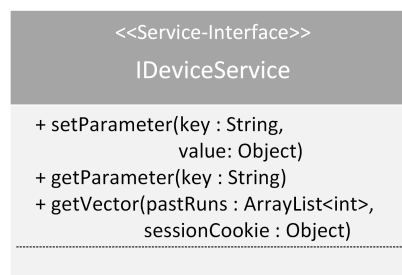 <<Service-Interface>>
IDeviceService
+ setParameter(key : String,
value: Object)
+ getParameter(key : String)
+ getVector(pastRuns : ArrayList<int>,
sessionCookie : Object)